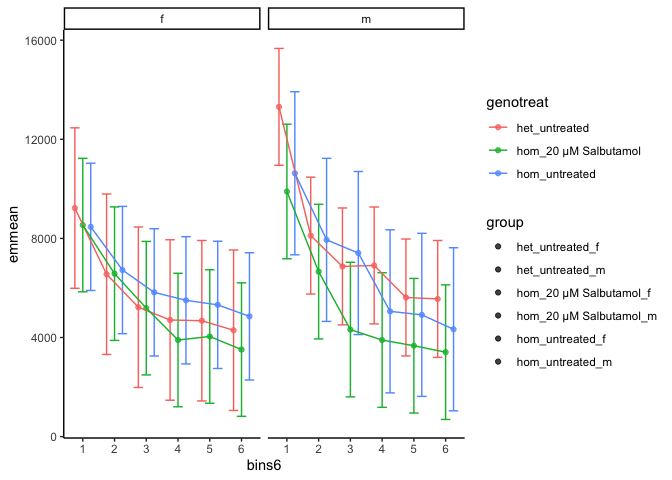 f
m
16000
12000
8000
4000
0
emmean
1 2 3 4 5 6
1 2 3 4 5 6
bins6
genotreat
het_untreated
hom_20 µM Salbutamol
hom_untreated
group
het_untreated_f
het_untreated_m
hom_20 µM Salbutamol_f
hom_20 µM Salbutamol_m
hom_untreated_f
hom_untreated_m